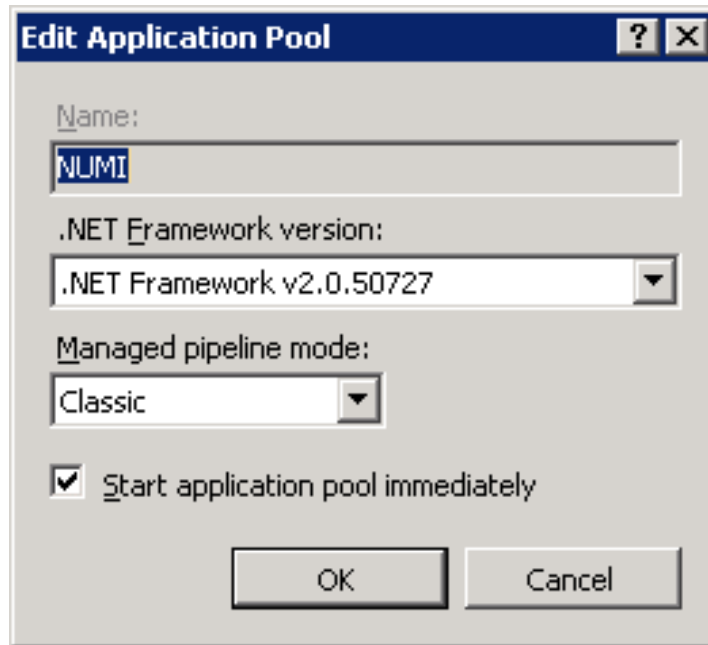 Edit Application Pool
Name:
NUMI
.NET Framework version:
.NET Framework v2.0.50727
Managed pipeline mode:
Classic
Start application pool immediately
OK Cancel